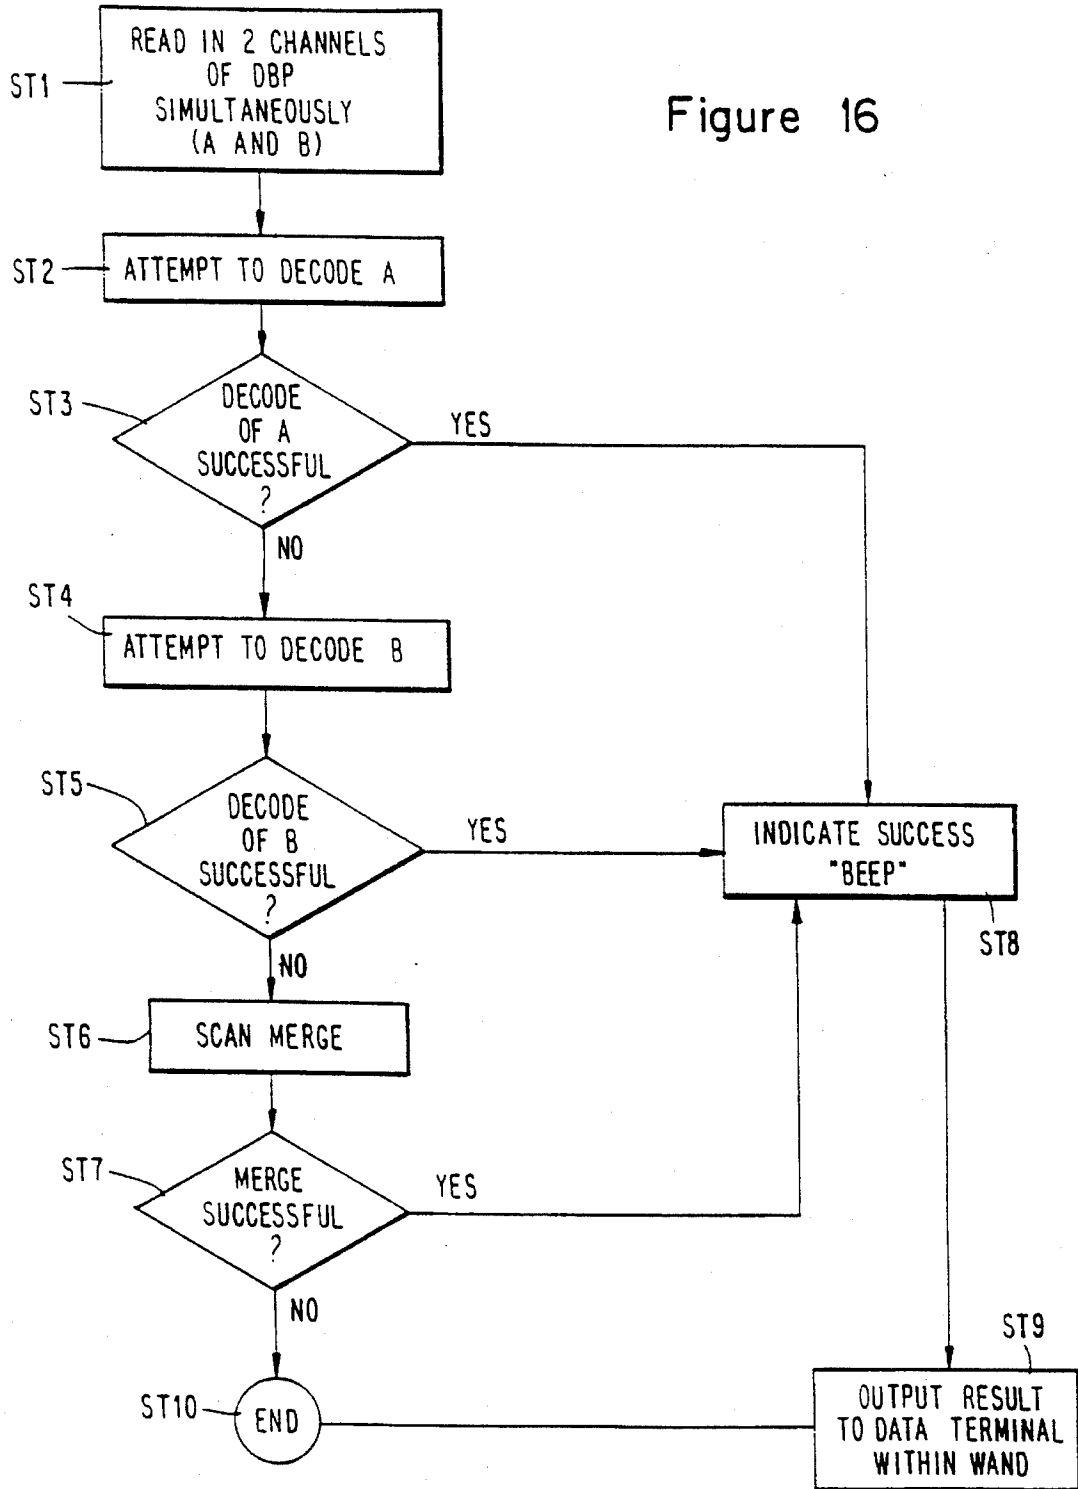 READ IN 2 CHANNELS
OF DBP
SIMULTANEOUSLY
(A AND B)
ST1
Figure 16
ST2
ATTEMPT TO DECODE A
ST3
DECODE
OF A
SUCCESSFUL
?
YES
NO
ST4
ATTEMPT TO DECODE B
ST5
DECODE
OF B
SUCCESSFUL
?
YES
INDICATE SUCCESS
"BEEP"
ST8
NO
ST6
SCAN MERGE
ST7
MERGE
SUCCESSFUL
?
YES
NO
ST9
ST10
END
OUTPUT RESULT
TO DATA TERMINAL
WITHIN WAND